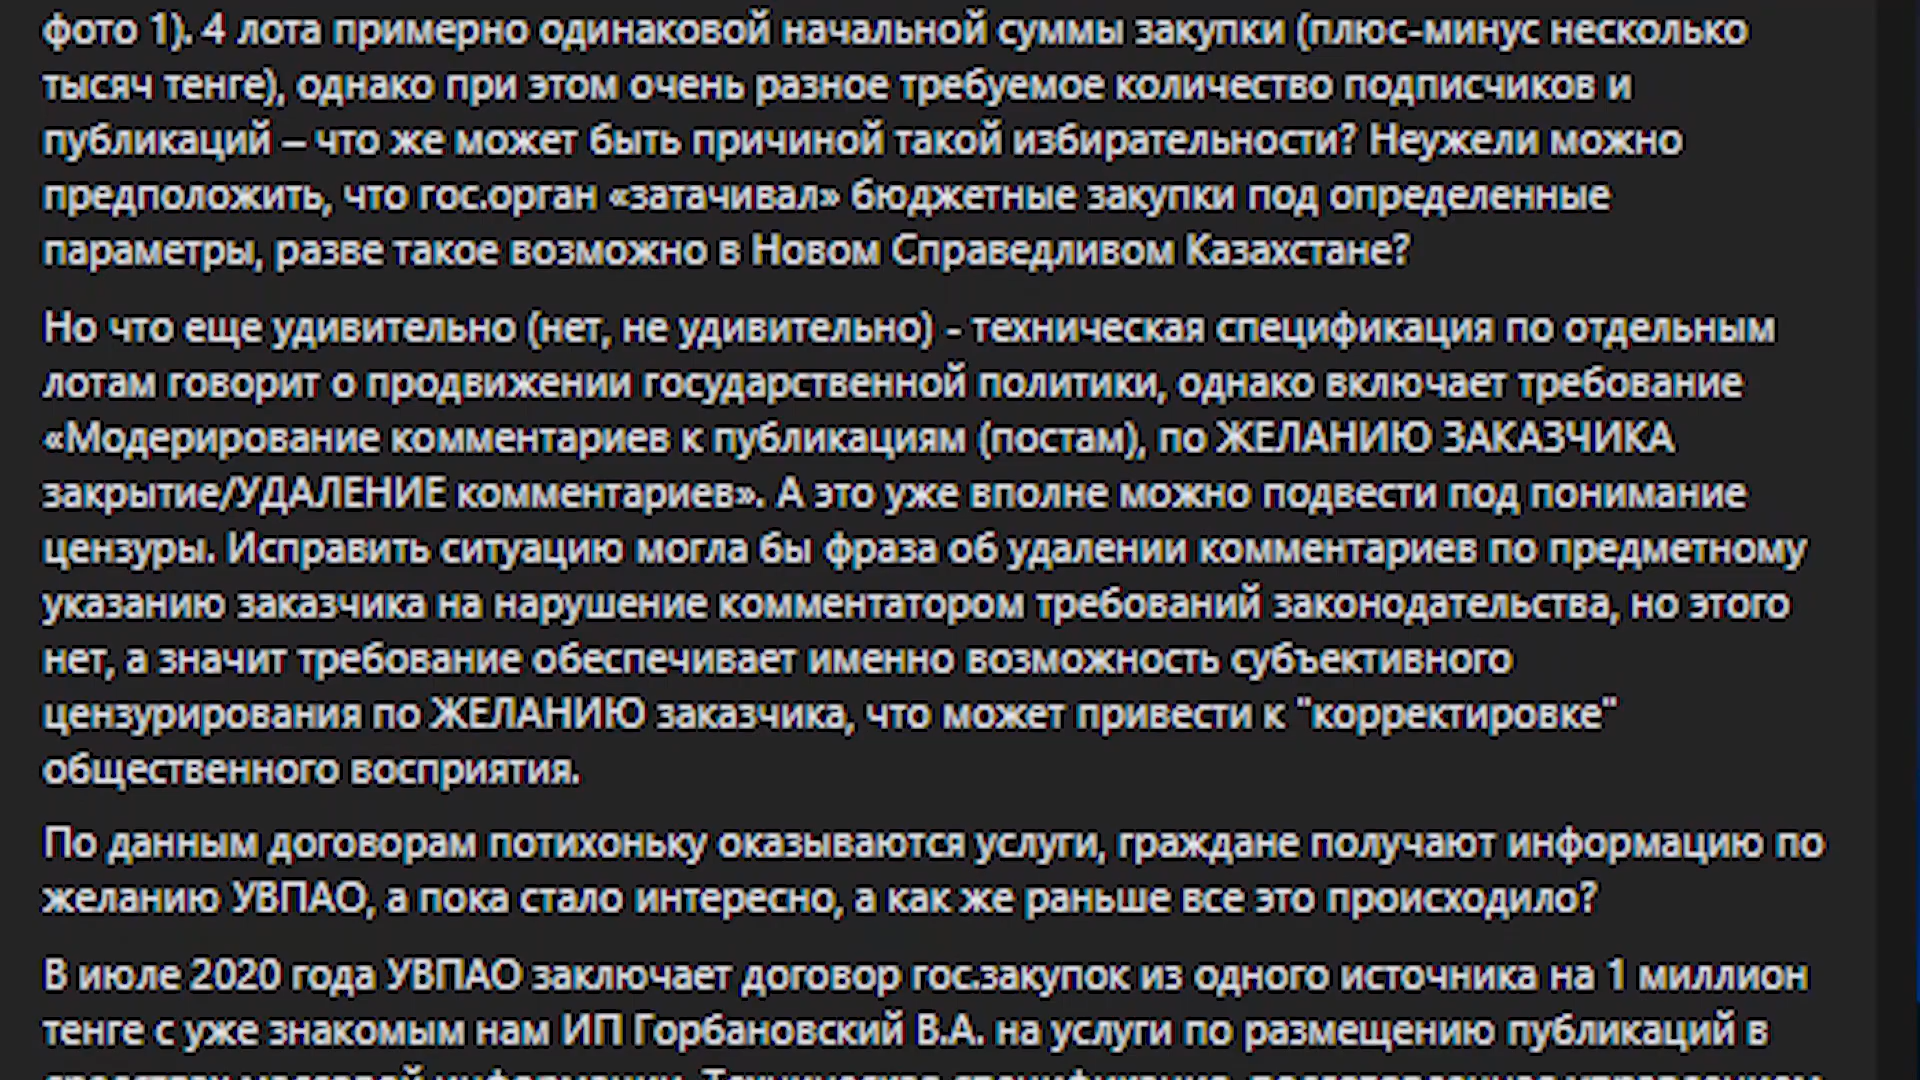 фото 1). 4 лота примерно одинаковой начальной суммы закупки (плюс-минус несколько
тысяч тенге), однако при этом очень разное требуемое количество подписчиков и
публикаций – что же может быть причиной такой избирательности? Неужели можно
предположить, что гос.орган «затачивал» бюджетные закупки под определенные
параметры, разве такое возможно в Новом Справедливом Казахстане?
Но что еще удивительно (нет, не удивительно) - техническая спецификация по отдельным
лотам говорит о продвижении государственной политики, однако включает требование
«Модерирование комментариев к публикациям (постам), по ЖЕЛАНИЮ ЗАКАЗЧИКА
закрытие/УДАЛЕНИЕ комментариев». А это уже вполне можно подвести под понимание
цензуры. Исправить ситуацию могла бы фраза об удалении комментариев по предметному
указанию заказчика на нарушение комментатором требований законодательства, но этого
нет, а значит требование обеспечивает именно возможность субъективного
цензурирования по ЖЕЛАНИЮ заказчика, что может привести к "корректировке"
общественного восприятия.
По данным договорам потихоньку оказываются услуги, граждане получают информацию по
желанию УВПАО, а пока стало интересно, а как же раньше все это происходило?
В июле 2020 года УВПАО заключает договор гос.закупок из одного источника на 1 миллион
тенге с уже знакомым нам ИП Горбановский В.А. на услуги по размещению публикаций в